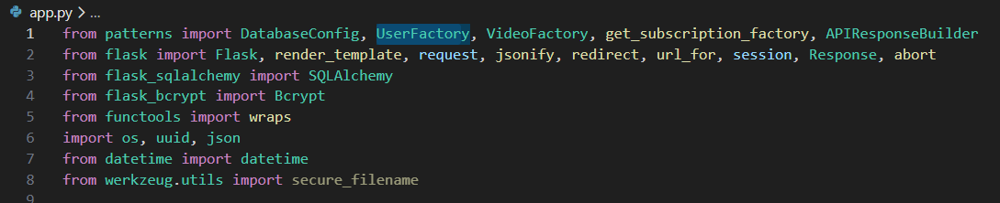 app.py > ...
1 from patterns import DatabaseConfig, UserFactory, VideoFactory, get_subscription_factory, APIResponseBuilder
2 from flask import Flask, render_template, request, jsonify, redirect, url_for, session, Response, abort
3 from flask_sqlalchemy import SQLAlchemy
4 from flask_bcrypt import Bcrypt
5 from functools import wraps
6 import os, uuid, json
7 from datetime import datetime
8 from werkzeug.utils import secure_filename
9